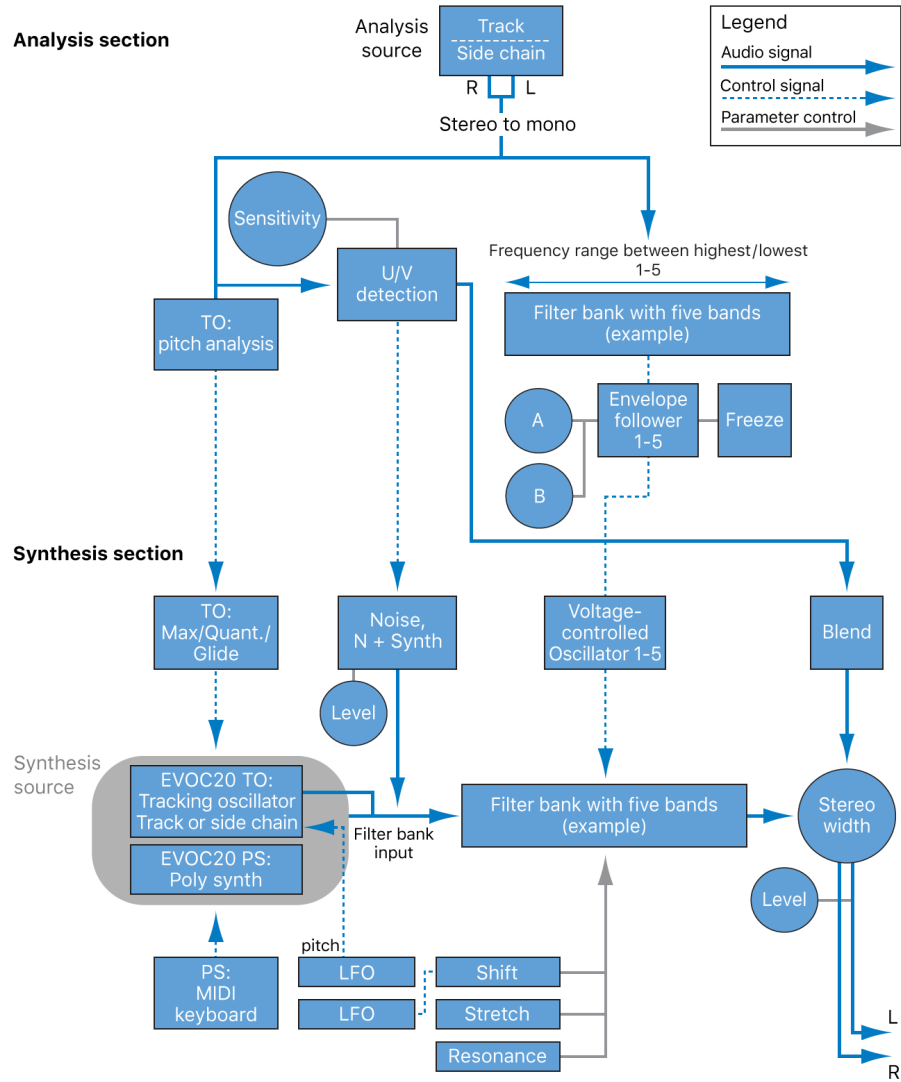 Analysis section
Analysis
source
Track
Side chain
R
L
Stereo to mono
Legend
Audio signal
Control signal
Parameter control
Sensitivity
U/V
detection
Frequency range between highest/lowest
1-5
TO:
pitch analysis
Filter bank with five bands
(example)
A
B
Envelope
follower
1-5
Freeze
Synthesis section
TO:
Max/Quant./
Glide
Noise,
N + Synth
Level
Voltage-
controlled
Oscillator 1-5
Blend
Synthesis
source
EVOC20 TO:
Tracking oscillator
Track or side chain
EVOC20 PS:
Poly synth
Filter bank
input
Filter bank with five bands
(example)
Stereo
width
Level
PS:
MIDI
keyboard
pitch
LFO
LFO
Shift
Stretch
Resonance
L
R